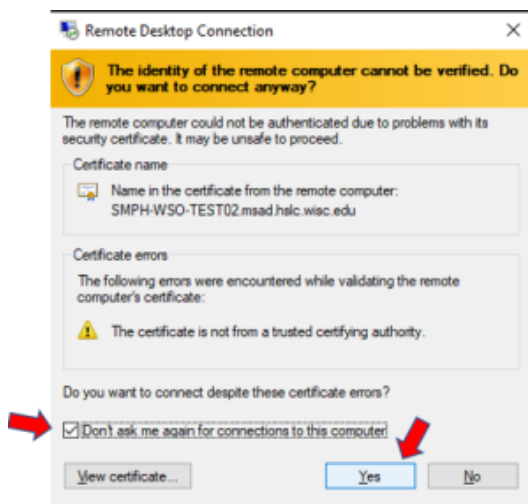 Remote Desktop Connection
The identity of the remote computer cannot be verified. Do
you want to connect anyway?
The remote computer could not be authenticated due to problems with its
security certificate. It may be unsafe to proceed.
Certificate name
Name in the certificate from the remote computer:
SMPH-WSO-TEST02.msad.hslc.wisc.edu
Certificate errors
The following errors were encountered while validating the remote
computer's certificate:
The certificate is not from a trusted certifying authority.
Do you want to connect despite these certificate errors?
Don't ask me again for connections to this computer
View certificate...
Yes
No